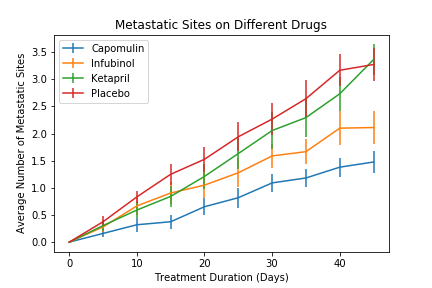 Metastatic Sites on Different Drugs
Capomulin
Infubinol
Ketapril
Placebo
Average Number of Metastatic Sites
3.5
3.0
2.5
2.0
1.5
1.0
0.5
0.0
0 10 20 30 40
Treatment Duration (Days)